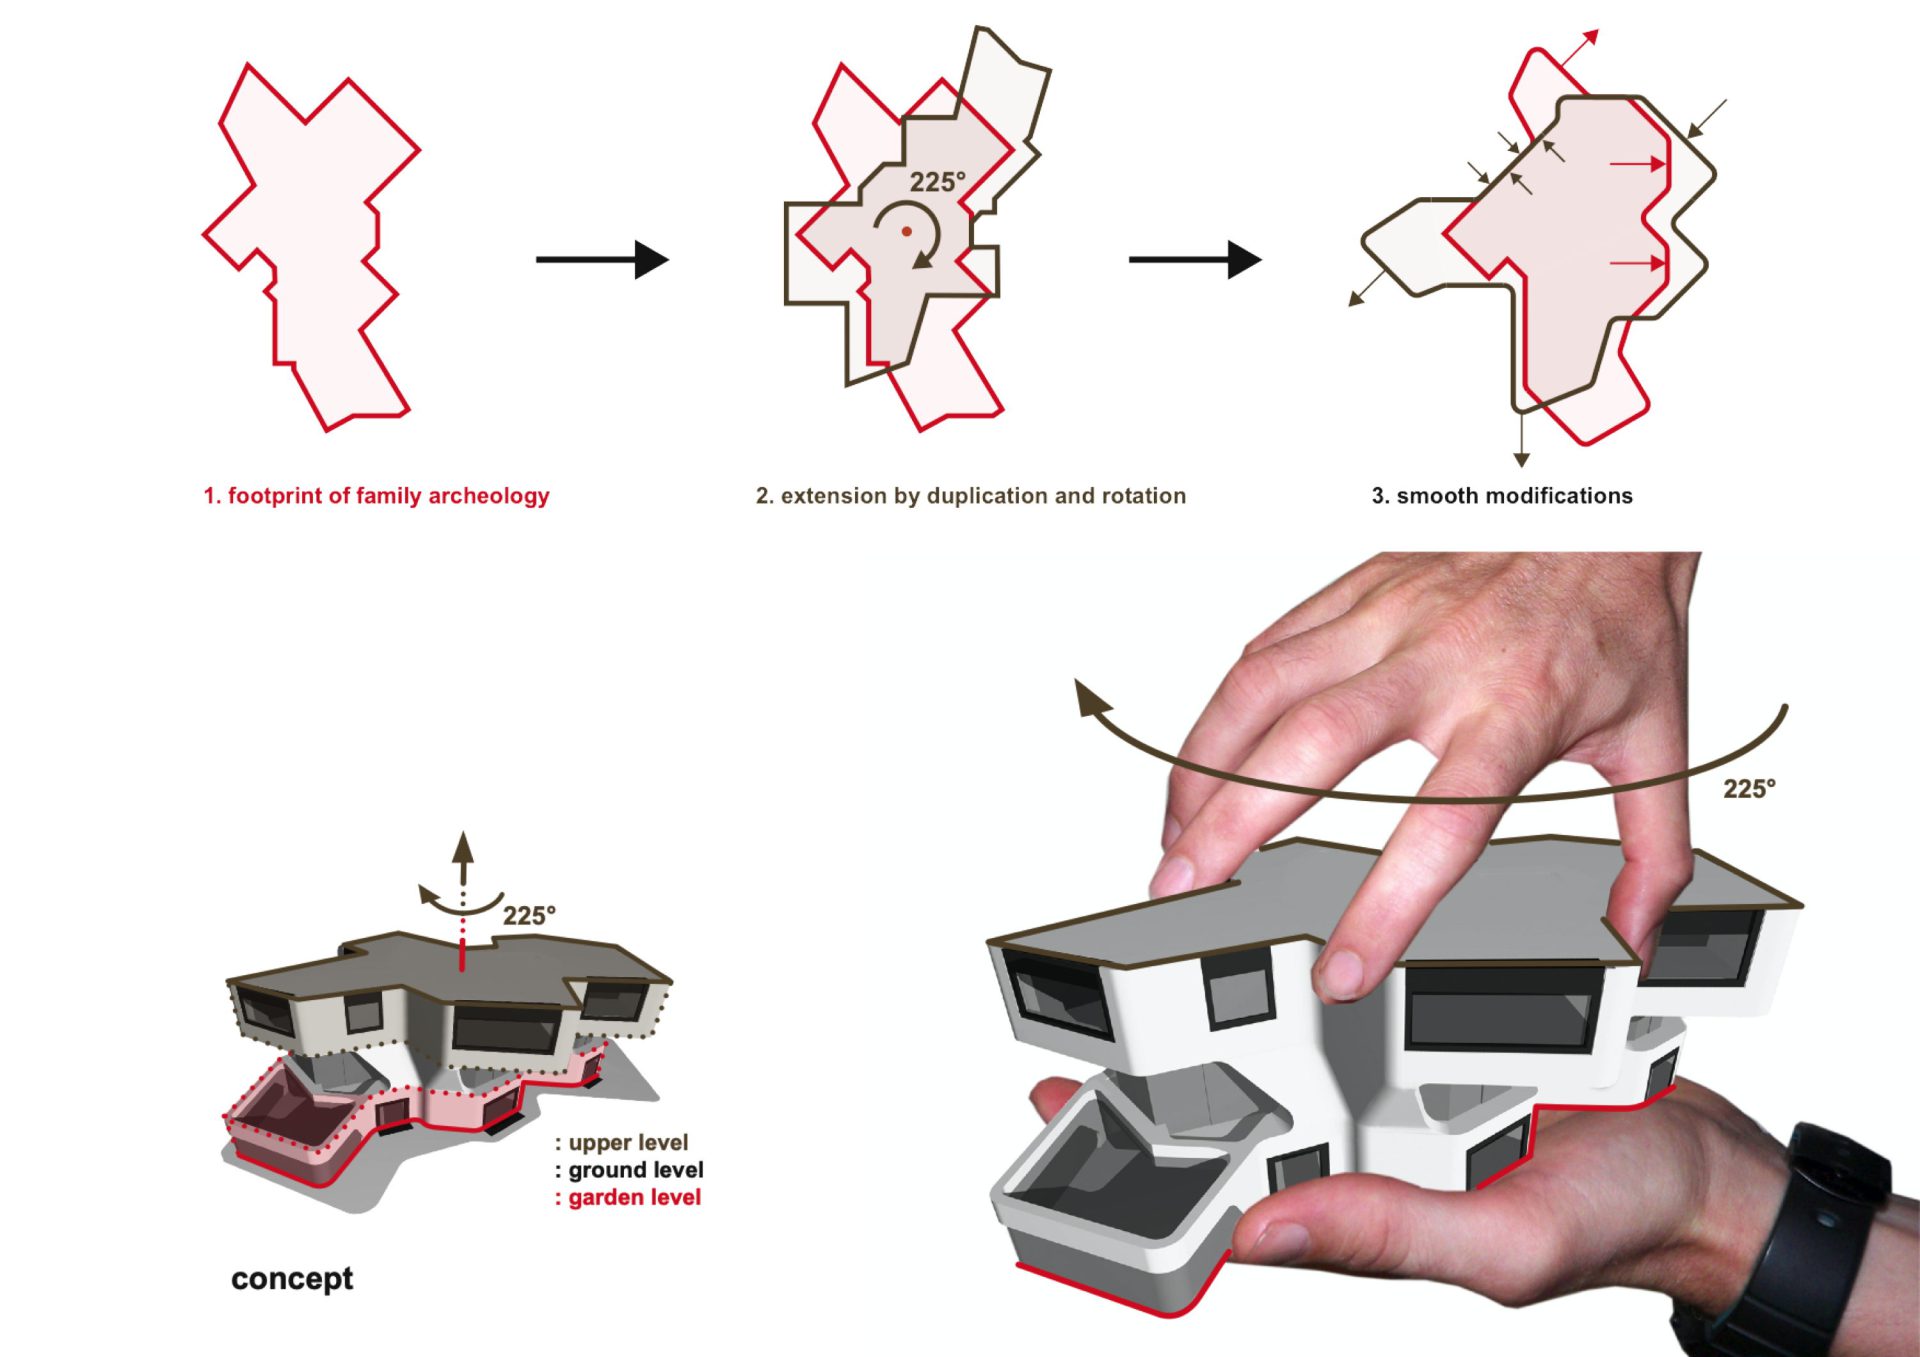 225°
1. footprint of family archeology
2. extension by duplication and rotation
3. smooth modifications
225°
225°
: upper level
: ground level
: garden level
concept